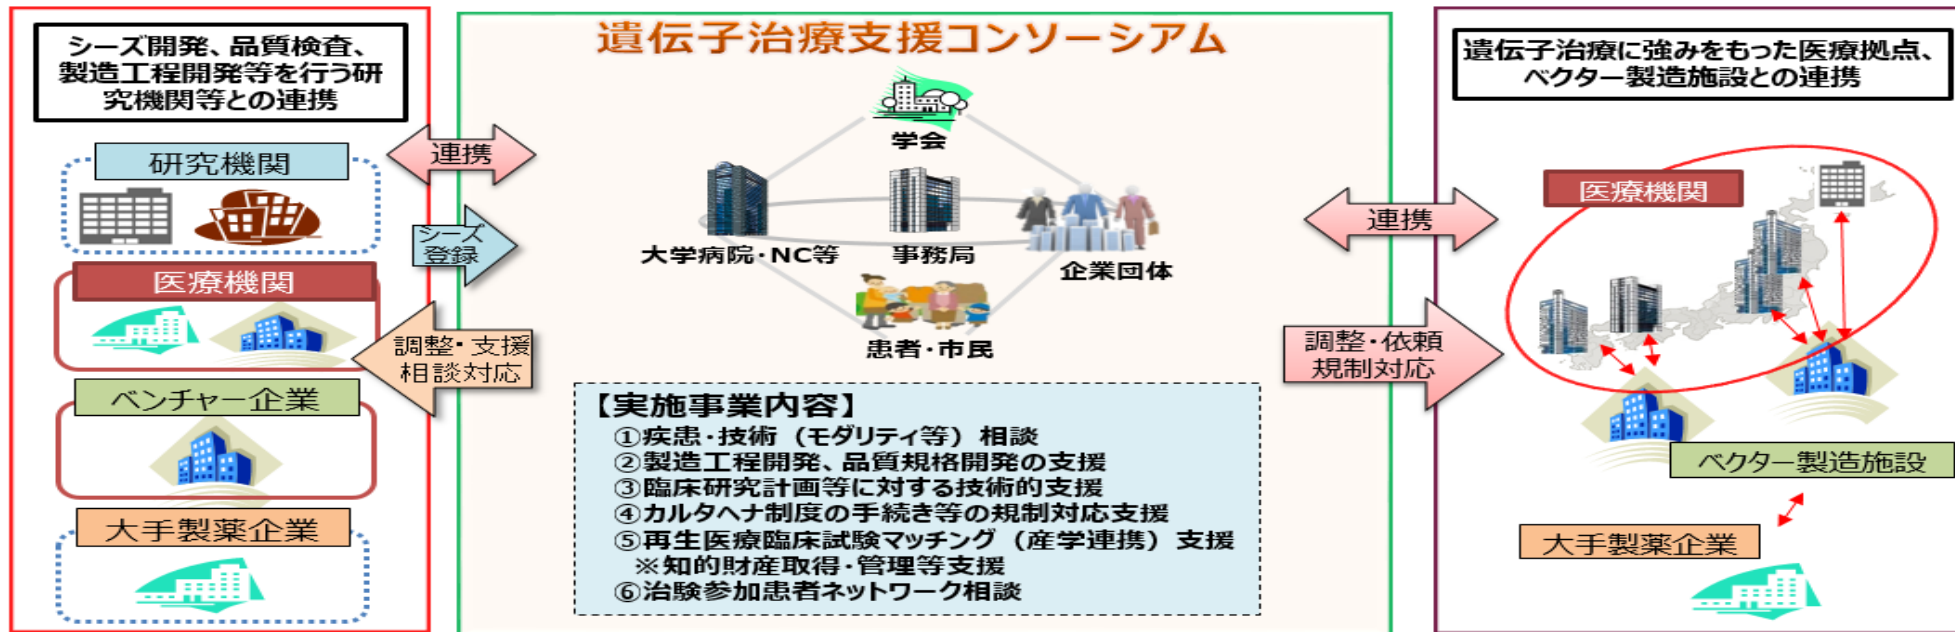 シーズ開発、品質検査、
製造工程開発等を行う研
究機関等との連携
研究機関
医療機関
ベンチャー企業
大手製薬企業
連携
シーズ
登録
調整・支援
相談対応
遺伝子治療支援コンソーシアム
学会
大学病院・NC等
事務局
企業団体
患者・市民
【実施事業内容】
①疾患・技術（モダリティ等）相談
②製造工程開発、品質規格開発の支援
③臨床研究計画等に対する技術的支援
④カルタヘナ制度の手続き等の規制対応支援
⑤再生医療臨床試験マッチング（産学連携）支援
※知的財産取得・管理等支援
⑥治験参加患者ネットワーク相談
連携
調整・依頼
規制対応
遺伝子治療に強みをもった医療拠点、
ベクター製造施設との連携
医療機関
ベクター製造施設
大手製薬企業